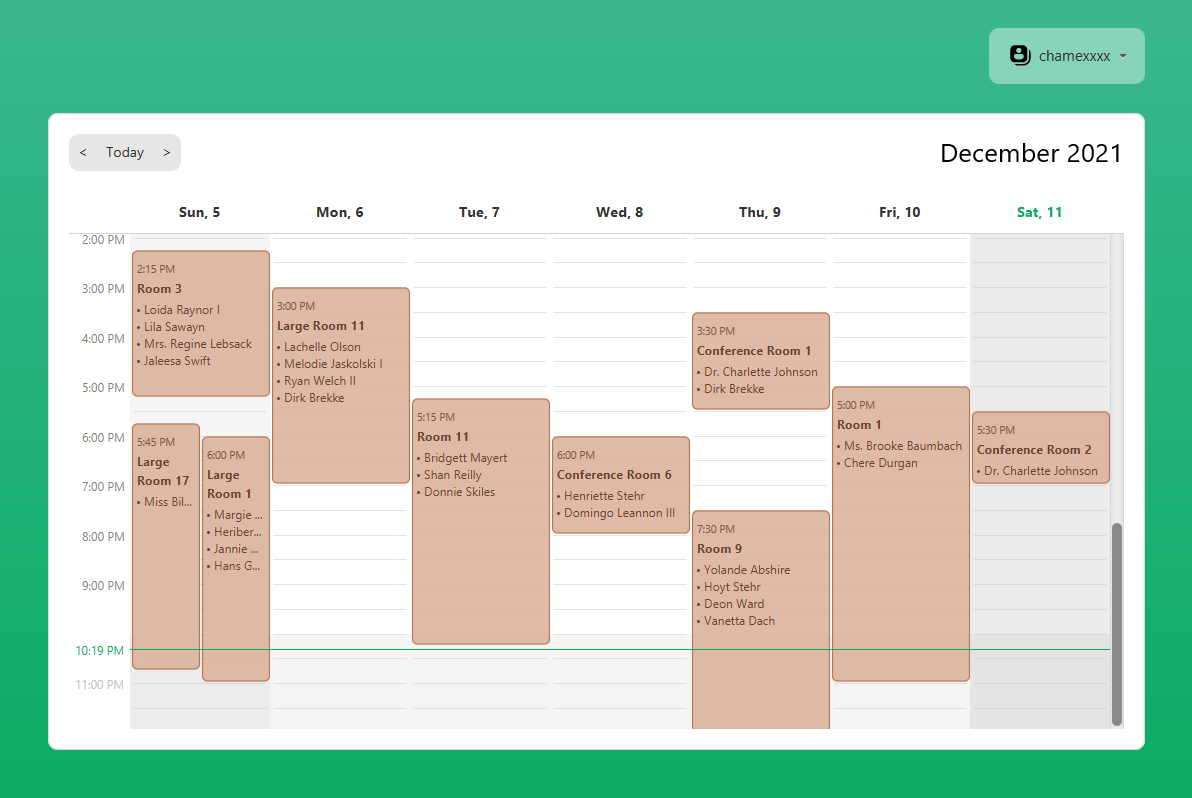 chamexxxx
< Today >
December 2021
Sun, 5 Mon, 6 Tue, 7 Wed, 8 Thu, 9 Fri, 10 Sat, 11
2:00 PM
3:00 PM
4:00 PM
5:00 PM
6:00 PM
7:00 PM
8:00 PM
9:00 PM
10:19 PM
11:00 PM
2:15 PM
Room 3
• Loida Raynor I
• Lila Sawayn
• Mrs. Regine Lebsack
• Jaleesa Swift
5:45 PM
Large
Room 17
• Miss Bil...
6:00 PM
Large
Room 1
• Margie ...
• Heriber...
• Jannie ...
• Hans G...
3:00 PM
Large Room 11
• Lachelle Olson
• Melodie Jaskolski I
• Ryan Welch II
• Dirk Brekke
5:15 PM
Room 11
• Bridgett Mayert
• Shan Reilly
• Donnie Skiles
6:00 PM
Conference Room 6
• Henriette Stehr
• Domingo Leannon III
3:30 PM
Conference Room 1
• Dr. Charlette Johnson
• Dirk Brekke
7:30 PM
Room 9
• Yolande Abshire
• Hoyt Stehr
• Deon Ward
• Vanetta Dach
5:00 PM
Room 1
• Ms. Brooke Baumbach
• Chere Durgan
5:30 PM
Conference Room 2
• Dr. Charlette Johnson